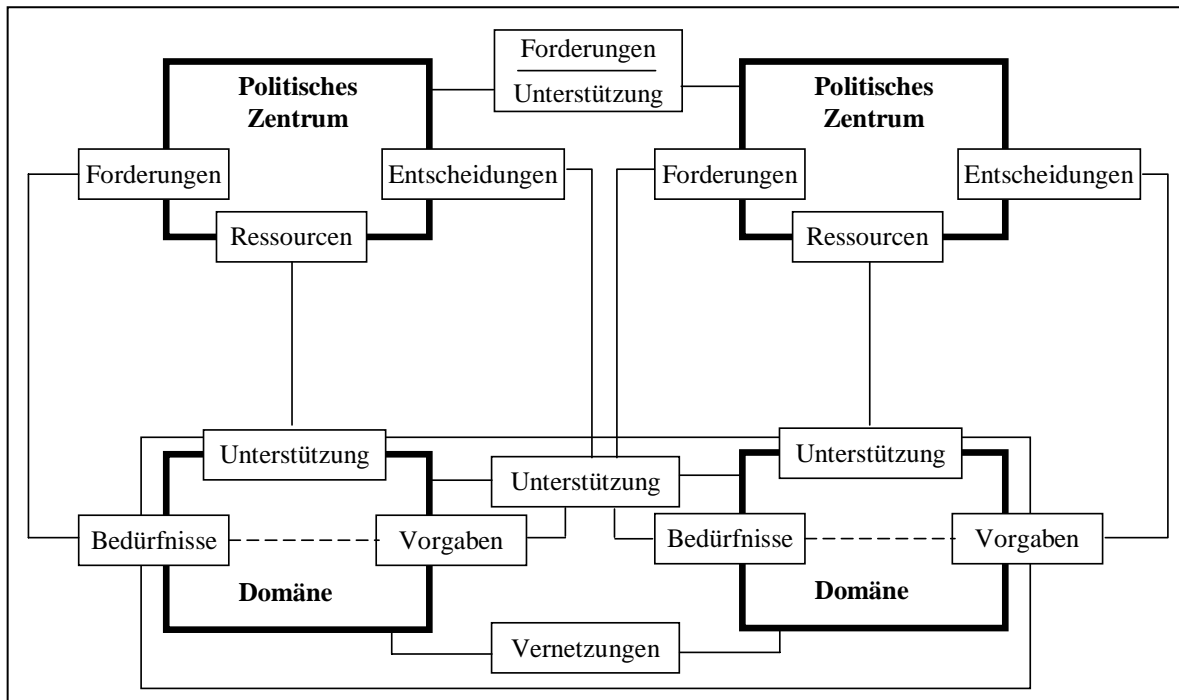 Forderungen
Unterstützung
Politisches
Zentrum
Politisches
Zentrum
Forderungen
Entscheidungen
Forderungen
Entscheidungen
Ressourcen
Ressourcen
Unterstützung
Unterstützung
Unterstützung
Bedürfnisse
Vorgaben
Bedürfnisse
Vorgaben
Domäne
Domäne
Vernetzungen